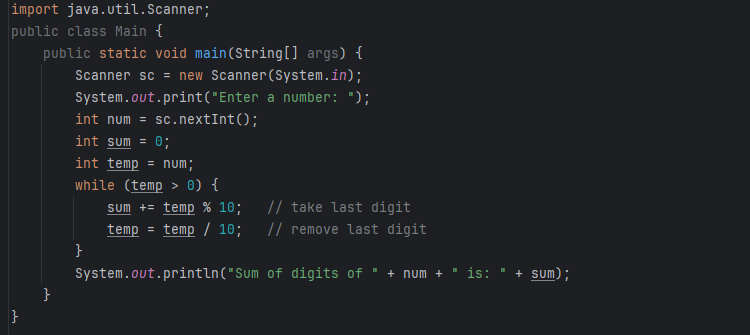 import java.util.Scanner;
public class Main {
    public static void main(String[] args) {
        Scanner sc = new Scanner(System.in);
        System.out.print("Enter a number: ");
        int num = sc.nextInt();
        int sum = 0;
        int temp = num;
        while (temp > 0) {
            sum += temp % 10;   // take last digit
            temp = temp / 10;   // remove last digit
        }
        System.out.println("Sum of digits of " + num + " is: " + sum);
    }
}